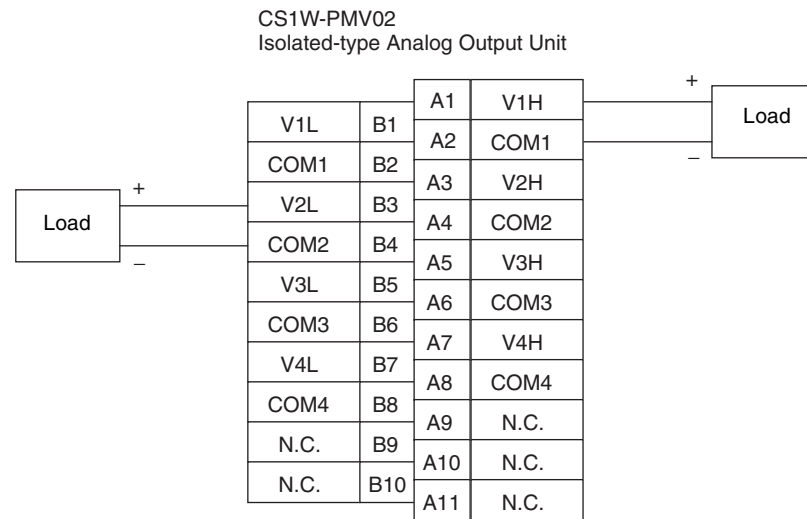 CS1W-PMV02
Isolated-type Analog Output Unit
A1 V1H
V1L B1
A2 COM1
COM1 B2
A3 V2H
V2L B3
A4 COM2
COM2 B4
A5 V3H
V3L B5
A6 COM3
COM3 B6
A7 V4H
V4L B7
A8 COM4
COM4 B8
A9 N.C.
N.C. B9
A10 N.C.
N.C. B10
A11 N.C.
+
Load
–
+
Load
–